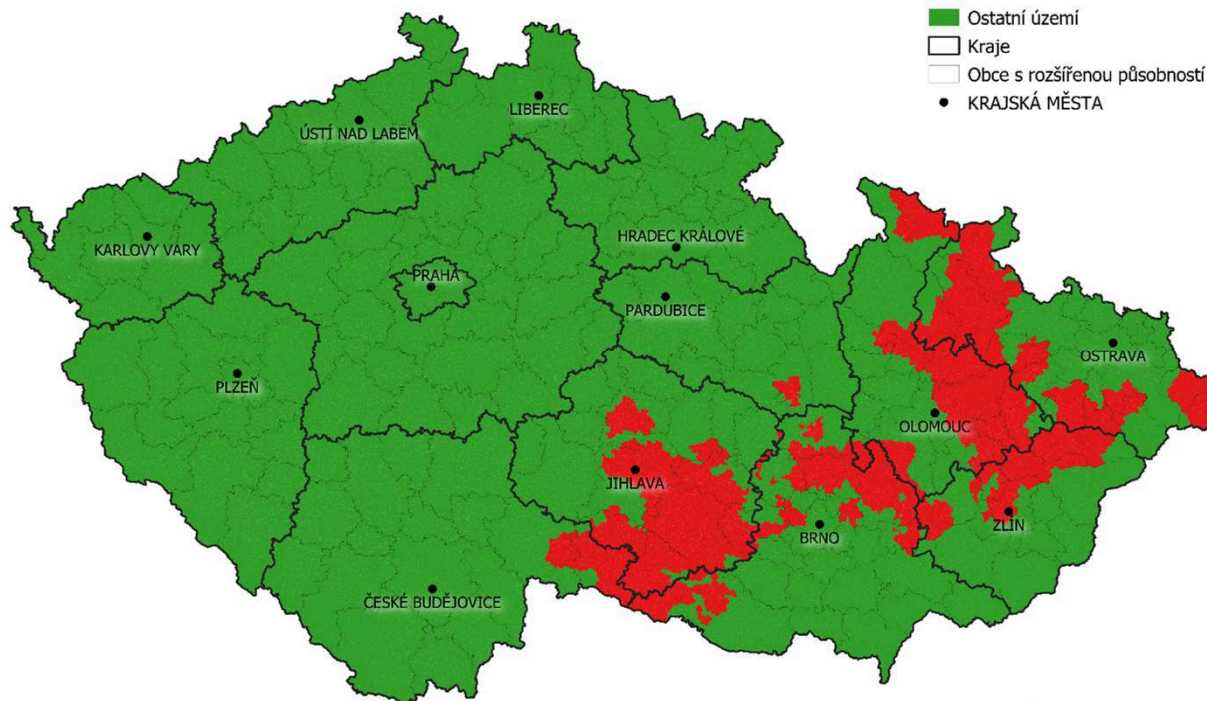 Ostatní území
Kraje
Obce s rozšířenou působností
KRAJSKÁ MĚSTA
LIBEREC
ÚSTÍ NAD LABEM
KARLOVY VARY
HRADEC KRÁLOVÉ
PRAHA
PARDUBICE
OSTRAVA
PLZEŇ
OLOMOUC
JIHLAVA
ZLÍN
BRNO
ČESKÉ BUDĚJOVICE